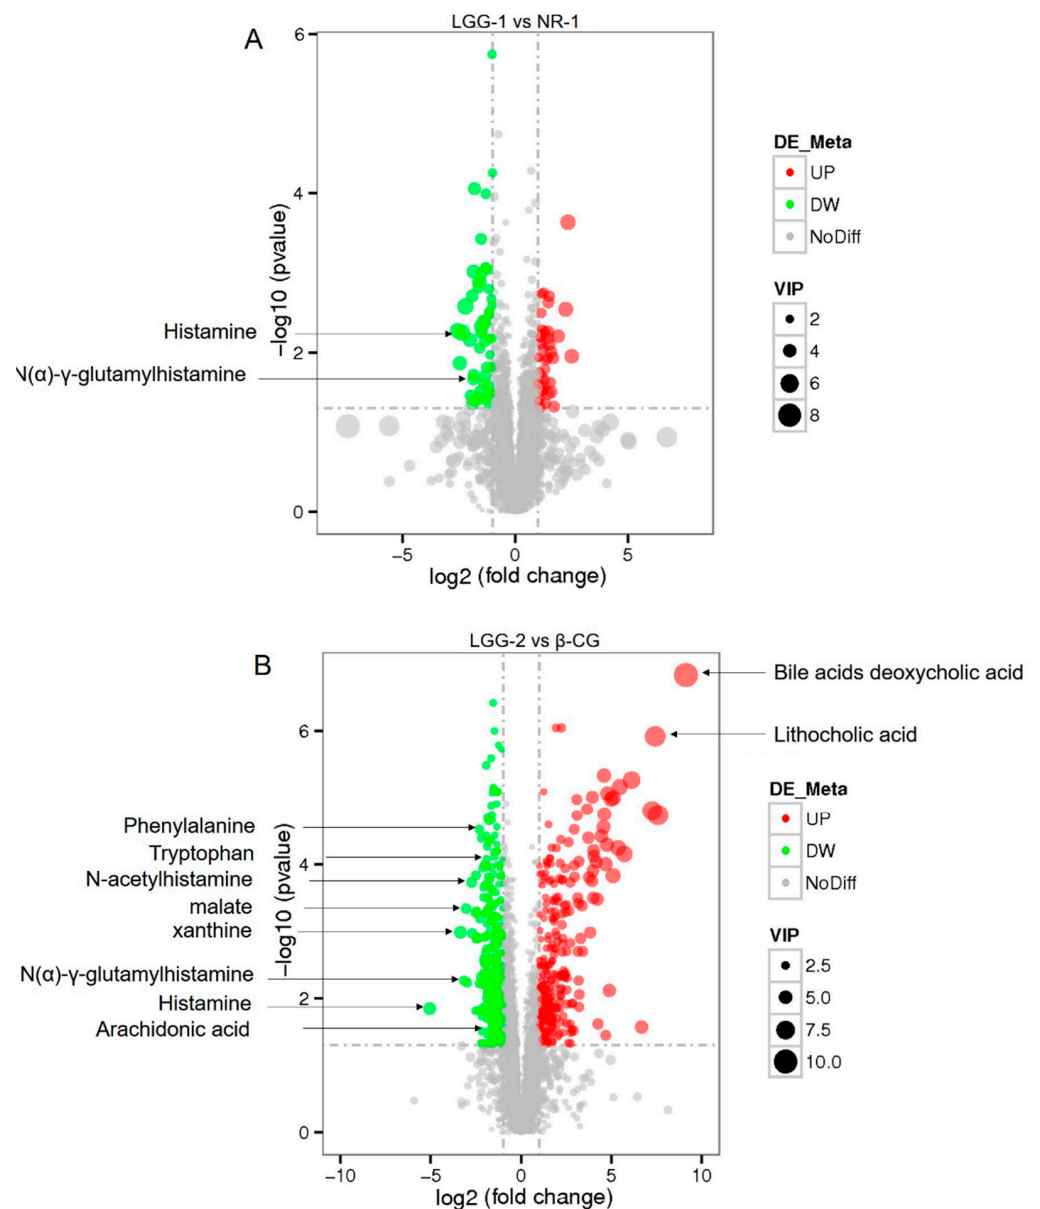 LGG-1 vs NR-1
A
6
4
2
0
−log10 (pvalue)
Histamine
N(α)-γ-glutamylhistamine
−5
0
5
log2 (fold change)
DE_Meta
UP
DW
NoDiff
VIP
2
4
6
8
LGG-2 vs β-CG
B
6
4
2
0
−log10 (pvalue)
Bile acids deoxycholic acid
Lithocholic acid
Phenylalanine
Tryptophan
N-acetylhistamine
malate
xanthine
N(α)-γ-glutamylhistamine
Histamine
Arachidonic acid
−10
−5
0
5
10
log2 (fold change)
DE_Meta
UP
DW
NoDiff
VIP
2.5
5.0
7.5
10.0